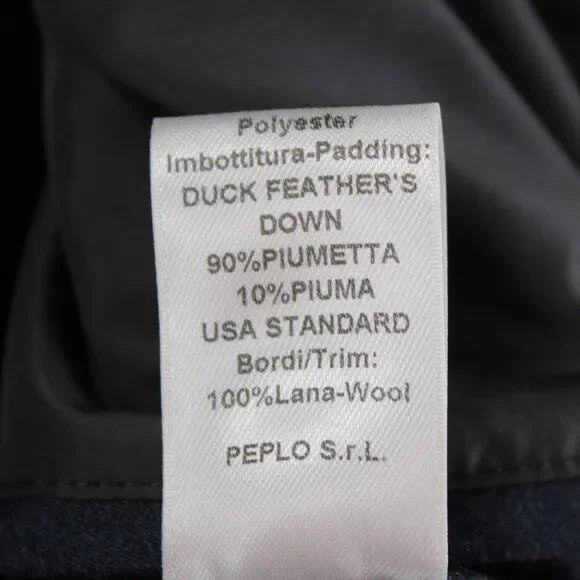 Polyester
Imbottitura-Padding:
DUCK FEATHER'S
DOWN
90%PIUMETTA
10%PIUMA
USA STANDARD
Bordi/Trim:
100%Lana-Wool
PEPLO S.r.L.